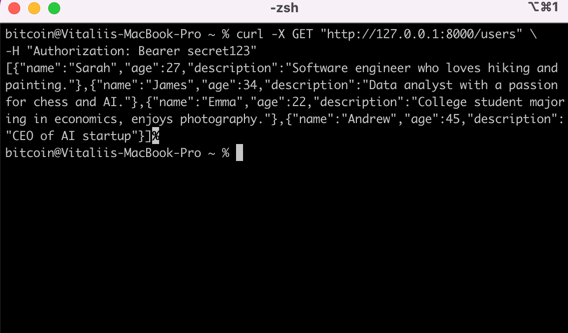 -zsh
⌥⌘1
bitcoin@Vitaliis-MacBook-Pro ~ % curl -X GET "http://127.0.0.1:8000/users" \
-H "Authorization: Bearer secret123"
[{"name":"Sarah","age":27,"description":"Software engineer who loves hiking and
painting."},{"name":"James","age":34,"description":"Data analyst with a passion
for chess and AI."},{"name":"Emma","age":22,"description":"College student major
ing in economics, enjoys photography."},{"name":"Andrew","age":45,"description":
"CEO of AI startup"}]%
bitcoin@Vitaliis-MacBook-Pro ~ %